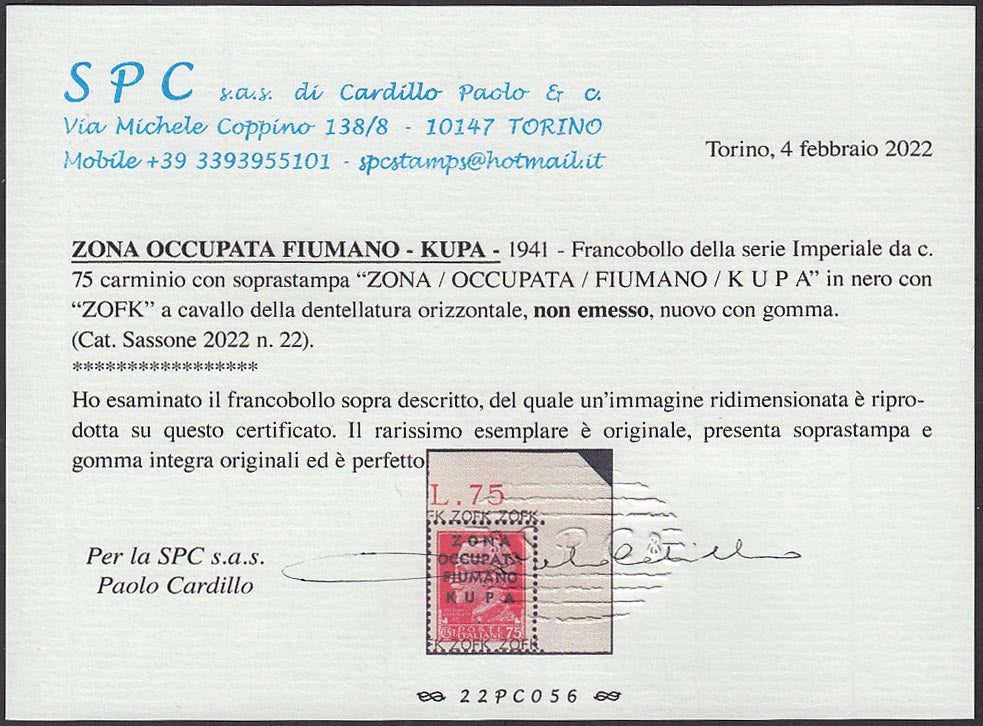 SPC s.a.s. di Cardillo Paolo & c.
Via Michele Coppino 138/8 - 10147 TORINO
Mobile +39 3393955101 - spcstamps@hotmail.it
Torino, 4 febbraio 2022
ZONA OCCUPATA FIUMANO - KUPA - 1941 - Francobollo della serie Imperiale da c.
75 carminio con soprastampa “ZONA / OCCUPATA / FIUMANO / K U P A” in nero con
“ZOFK” a cavallo della dentellatura orizzontale, non emesso, nuovo con gomma.
(Cat. Sassone 2022 n. 22).
*****************
Ho esaminato il francobollo sopra descritto, del quale un’immagine ridimensionata è ripro-
dotta su questo certificato. Il rarissimo esemplare è originale, presenta soprastampa e
gomma integra originali ed è perfetto
L.75
FK ZOFK ZOFK
ZONA
OCCUPATA
FIUMANO
K U P A
75
FK ZOFK ZOFK
Per la SPC s.a.s.
Paolo Cardillo
22PC056